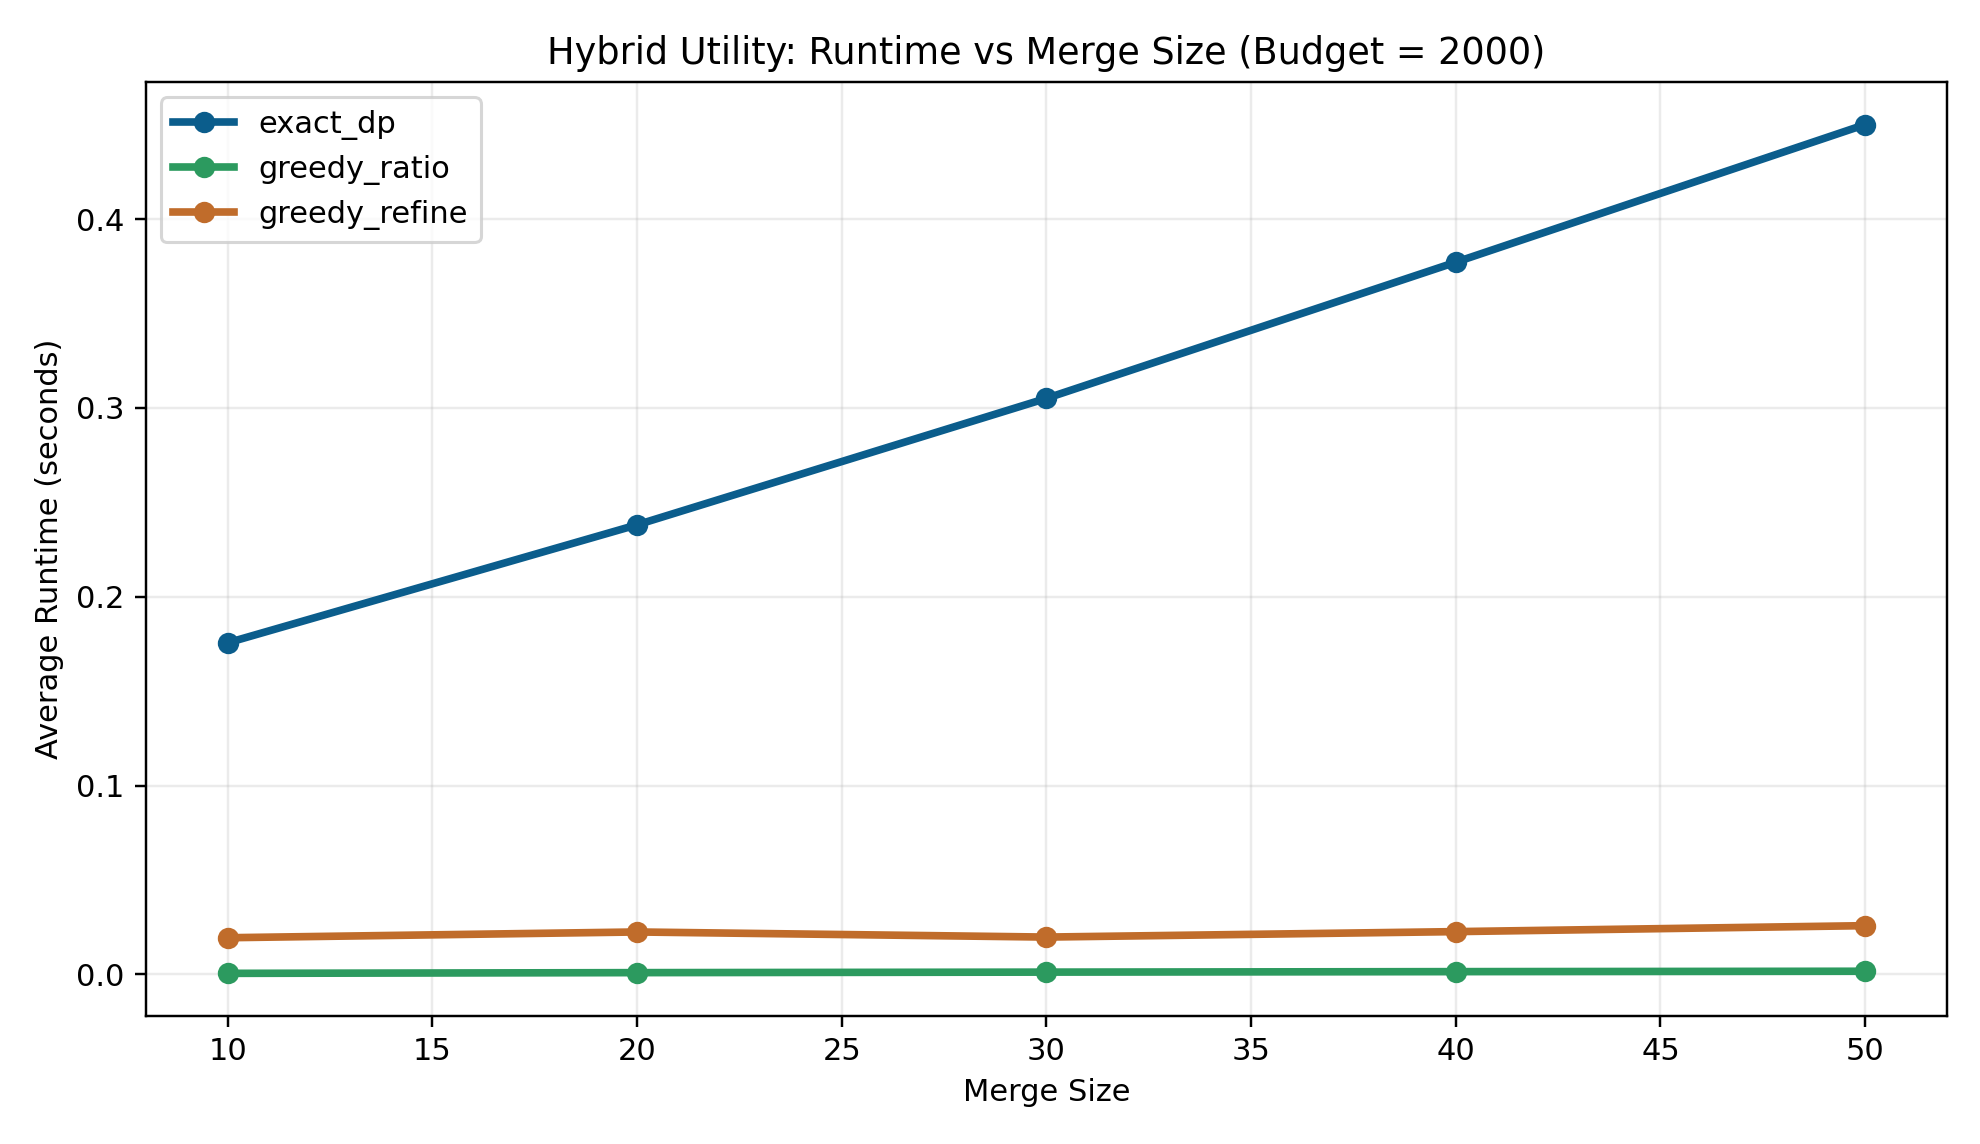 Hybrid Utility: Runtime vs Merge Size (Budget = 2000)
exact_dp
greedy_ratio
greedy_refine
Average Runtime (seconds)
0.4
0.3
0.2
0.1
0.0
10 15 20 25 30 35 40 45 50
Merge Size